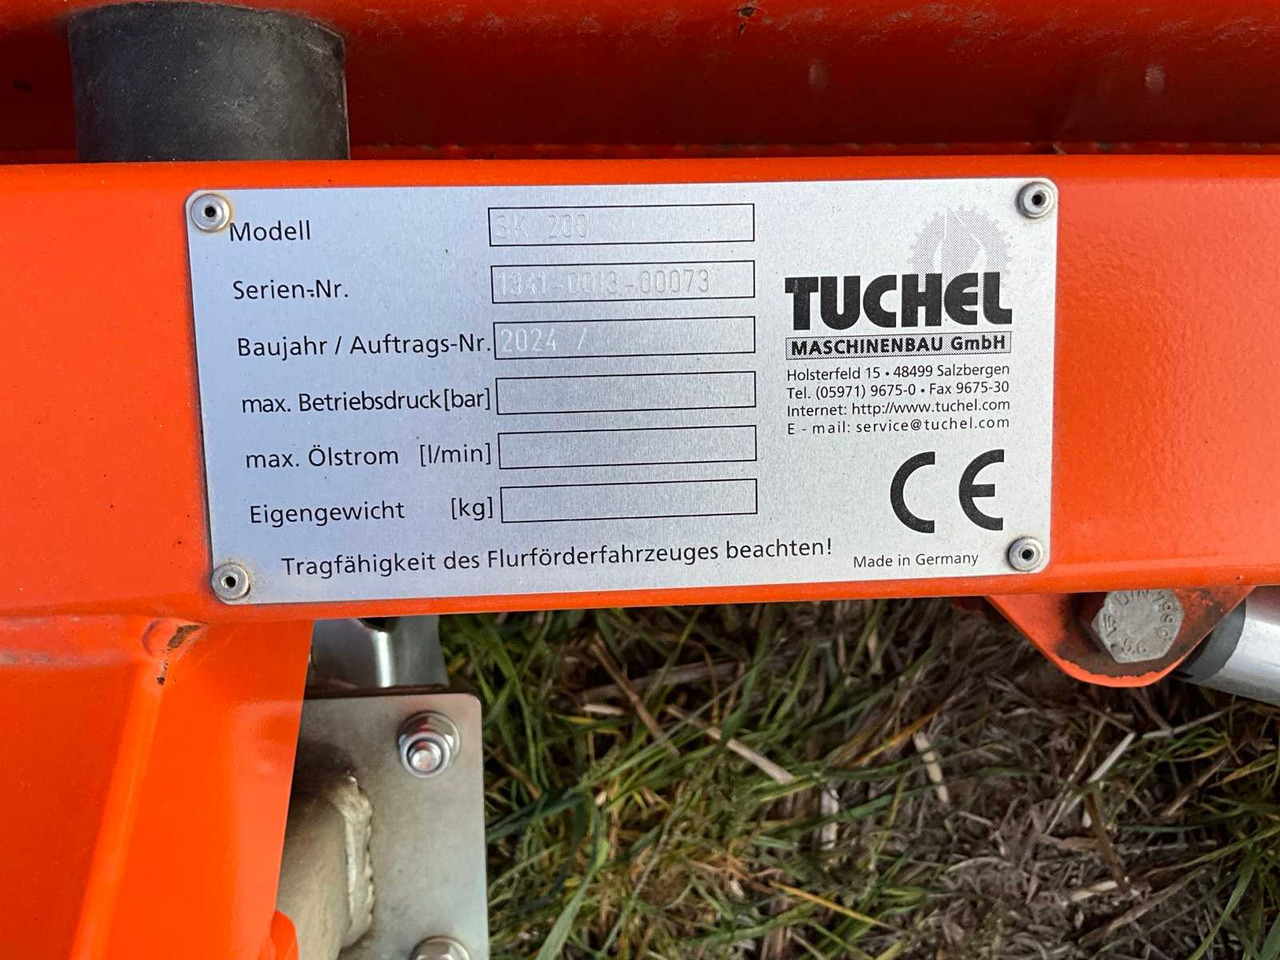 Modell SK 200
Serien-Nr. 1341-0013-00073
Baujahr / Auftrags-Nr. 2024 /
max. Betriebsdruck [bar]
max. Ölstrom [l/min]
Eigengewicht [kg]
Tragfähigkeit des Flurförderfahrzeuges beachten!
TUCHEL
MASCHINENBAU GmbH
Holsterfeld 15 • 48499 Salzbergen
Tel. (05971) 9675-0 • Fax 9675-30
Internet: http://www.tuchel.com
E - mail: service@tuchel.com
CE
Made in Germany